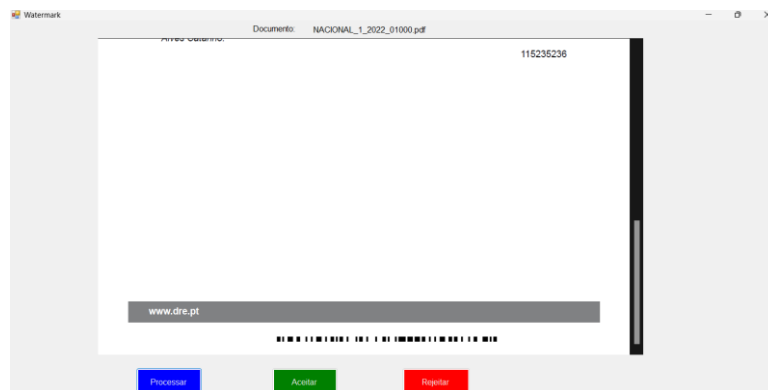 Watermark
Documento: NACIONAL_1_2022_01000.pdf
115235236
www.dre.pt
Processar Aceitar Rejeitar